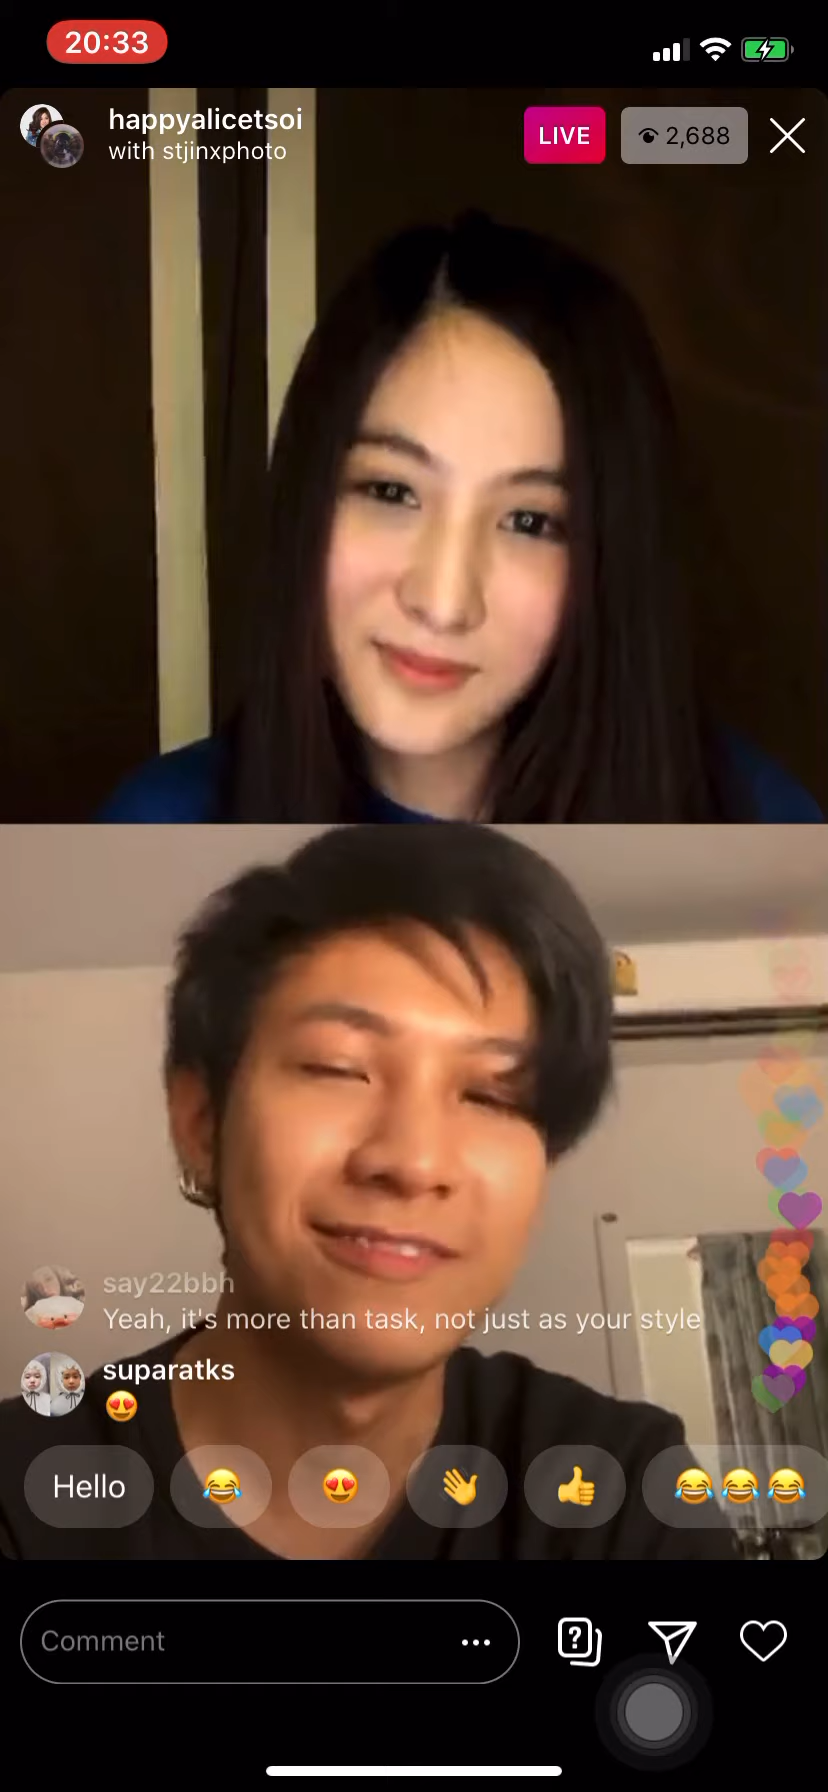 20:33
happyalicetsoi
with stjinxphoto
LIVE
2,688
say22bbh
Yeah, it's more than task, not just as your style
suparatks
😍
Hello
😂
😍
👋
👍
😂😂😂
Comment